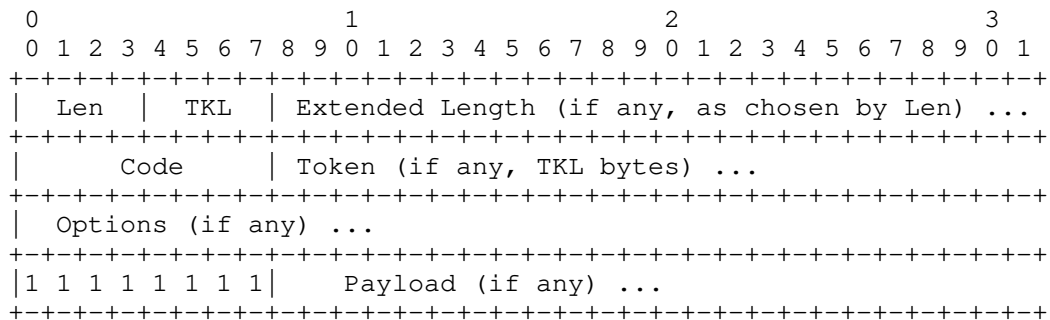 0                   1                   2                   3
 0 1 2 3 4 5 6 7 8 9 0 1 2 3 4 5 6 7 8 9 0 1 2 3 4 5 6 7 8 9 0 1
+-+-+-+-+-+-+-+-+-+-+-+-+-+-+-+-+-+-+-+-+-+-+-+-+-+-+-+-+-+-+-+-+
|  Len  |  TKL  | Extended Length (if any, as chosen by Len) ...
+-+-+-+-+-+-+-+-+-+-+-+-+-+-+-+-+-+-+-+-+-+-+-+-+-+-+-+-+-+-+-+-+
|      Code     | Token (if any, TKL bytes) ...
+-+-+-+-+-+-+-+-+-+-+-+-+-+-+-+-+-+-+-+-+-+-+-+-+-+-+-+-+-+-+-+-+
|  Options (if any) ...
+-+-+-+-+-+-+-+-+-+-+-+-+-+-+-+-+-+-+-+-+-+-+-+-+-+-+-+-+-+-+-+-+
|1 1 1 1 1 1 1 1|    Payload (if any) ...
+-+-+-+-+-+-+-+-+-+-+-+-+-+-+-+-+-+-+-+-+-+-+-+-+-+-+-+-+-+-+-+-+